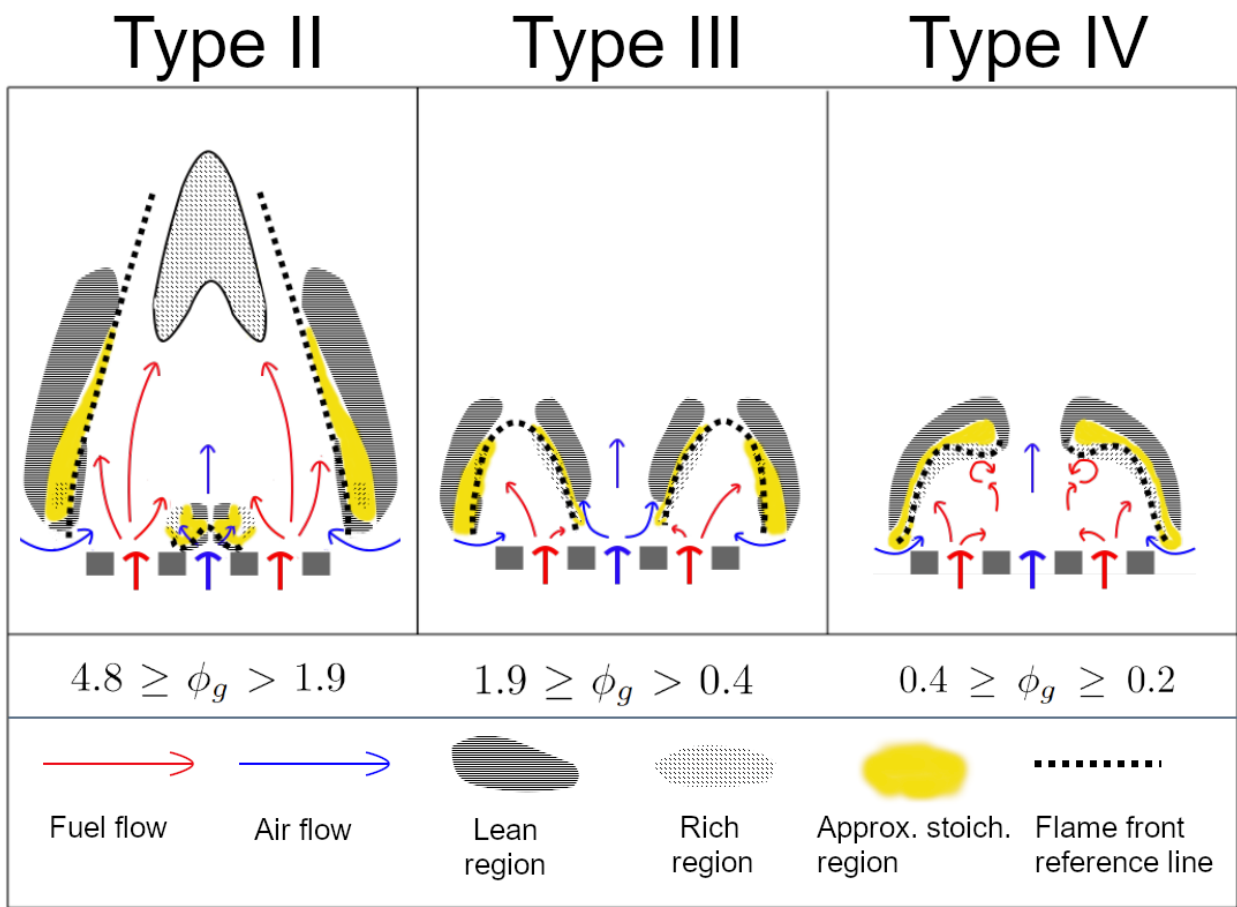 Type II
Type III
Type IV
4.8 ≥ ϕg > 1.9
1.9 ≥ ϕg > 0.4
0.4 ≥ ϕg ≥ 0.2
Fuel flow
Air flow
Lean
region
Rich
region
Approx. stoich.
region
Flame front
reference line